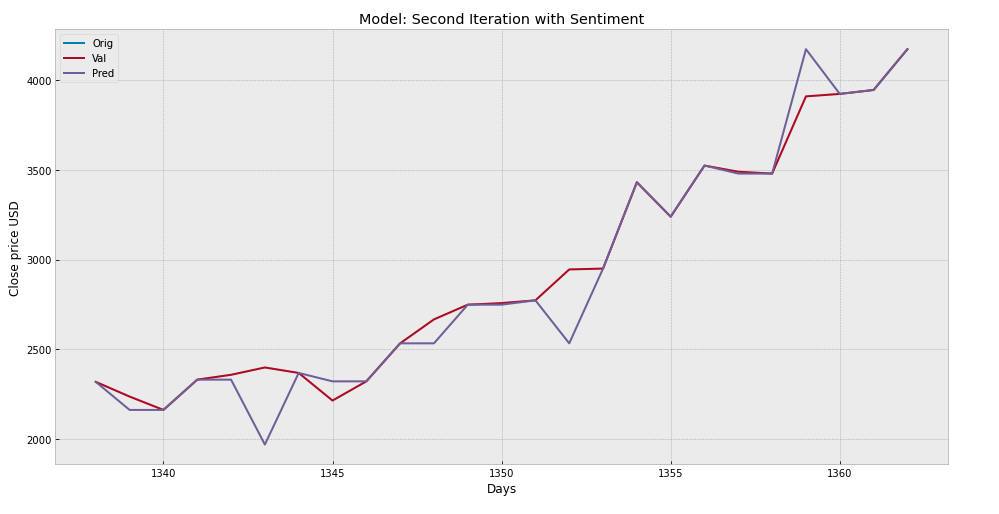 Model: Second Iteration with Sentiment
Orig
Val
Pred
Close price USD
4000
3500
3000
2500
2000
1340
1345
1350
1355
1360
Days